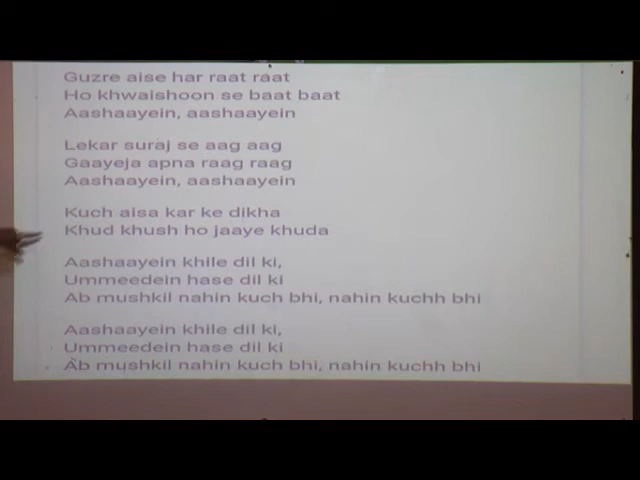 Guzre aise har raat raat
Ho khwaishoon se baat baat
Aashaayein, aashaayein
Lekar suraj se aag aag
Gaayeja apna raag raag
Aashaayein, aashaayein
Kuch aisa kar ke dikha
Khud khush ho jaaye khuda
Aashaayein khile dil ki,
Ummeedein hase dil ki
Ab mushkil nahin kuch bhi, nahin kuchh bhi
Aashaayein khile dil ki,
Ummeedein hase dil ki
Ab mushkil nahin kuch bhi, nahin kuchh bhi